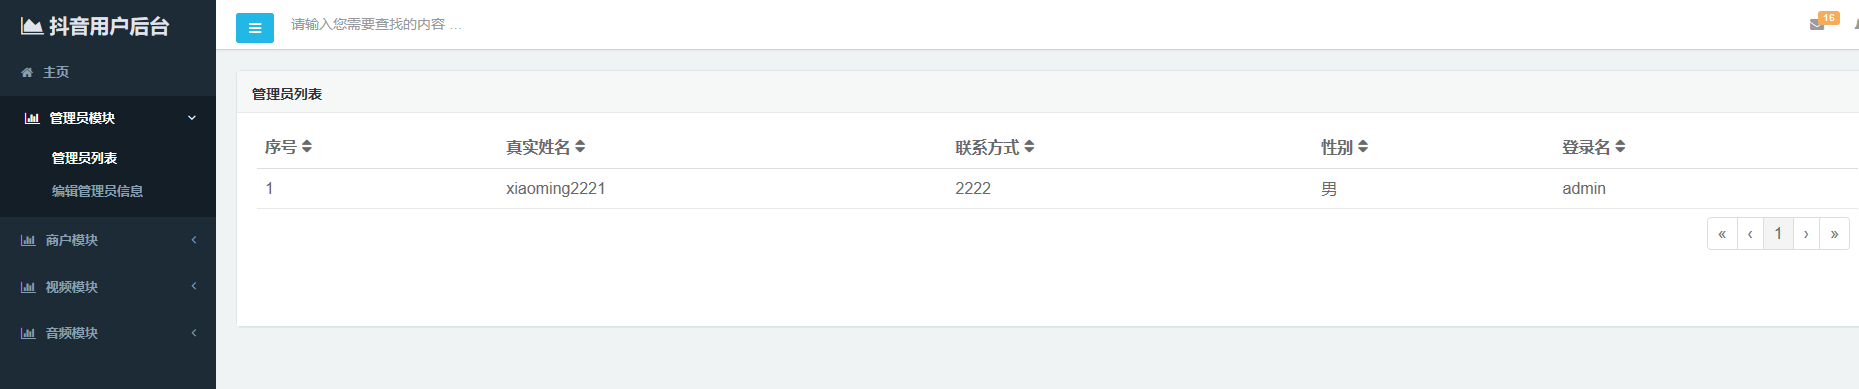 抖音用户后台
请输入您需要查找的内容 …
16
主页
管理员模块
管理员列表
编辑管理员信息
商户模块
视频模块
音频模块
管理员列表
序号 真实姓名 联系方式 性别 登录名
1 xiaoming2221 2222 男 admin
« ‹ 1 › »